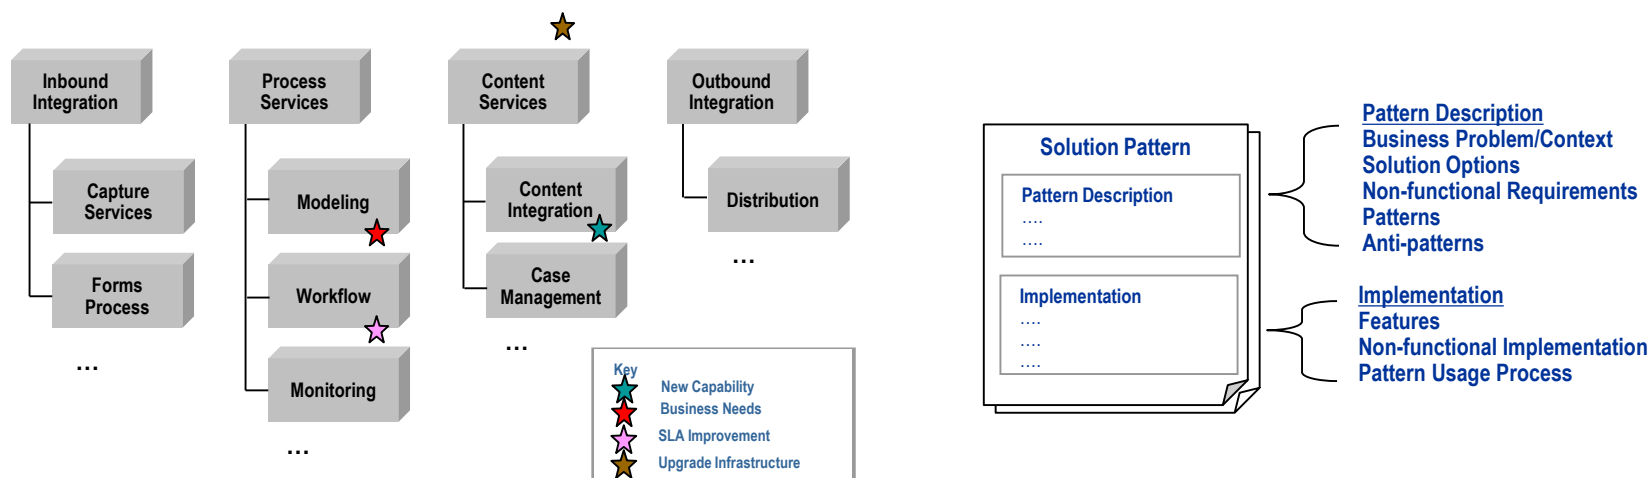 Inbound
Integration
Capture
Services
Forms
Process
...
Process
Services
Modeling
Workflow
Monitoring
...
Content
Services
Content
Integration
Case
Management
...
Outbound
Integration
Distribution
...
Key
New Capability
Business Needs
SLA Improvement
Upgrade Infrastructure
Solution Pattern
Pattern Description
....
....
Implementation
....
....
....
Pattern Description
Business Problem/Context
Solution Options
Non-functional Requirements
Patterns
Anti-patterns
Implementation
Features
Non-functional Implementation
Pattern Usage Process